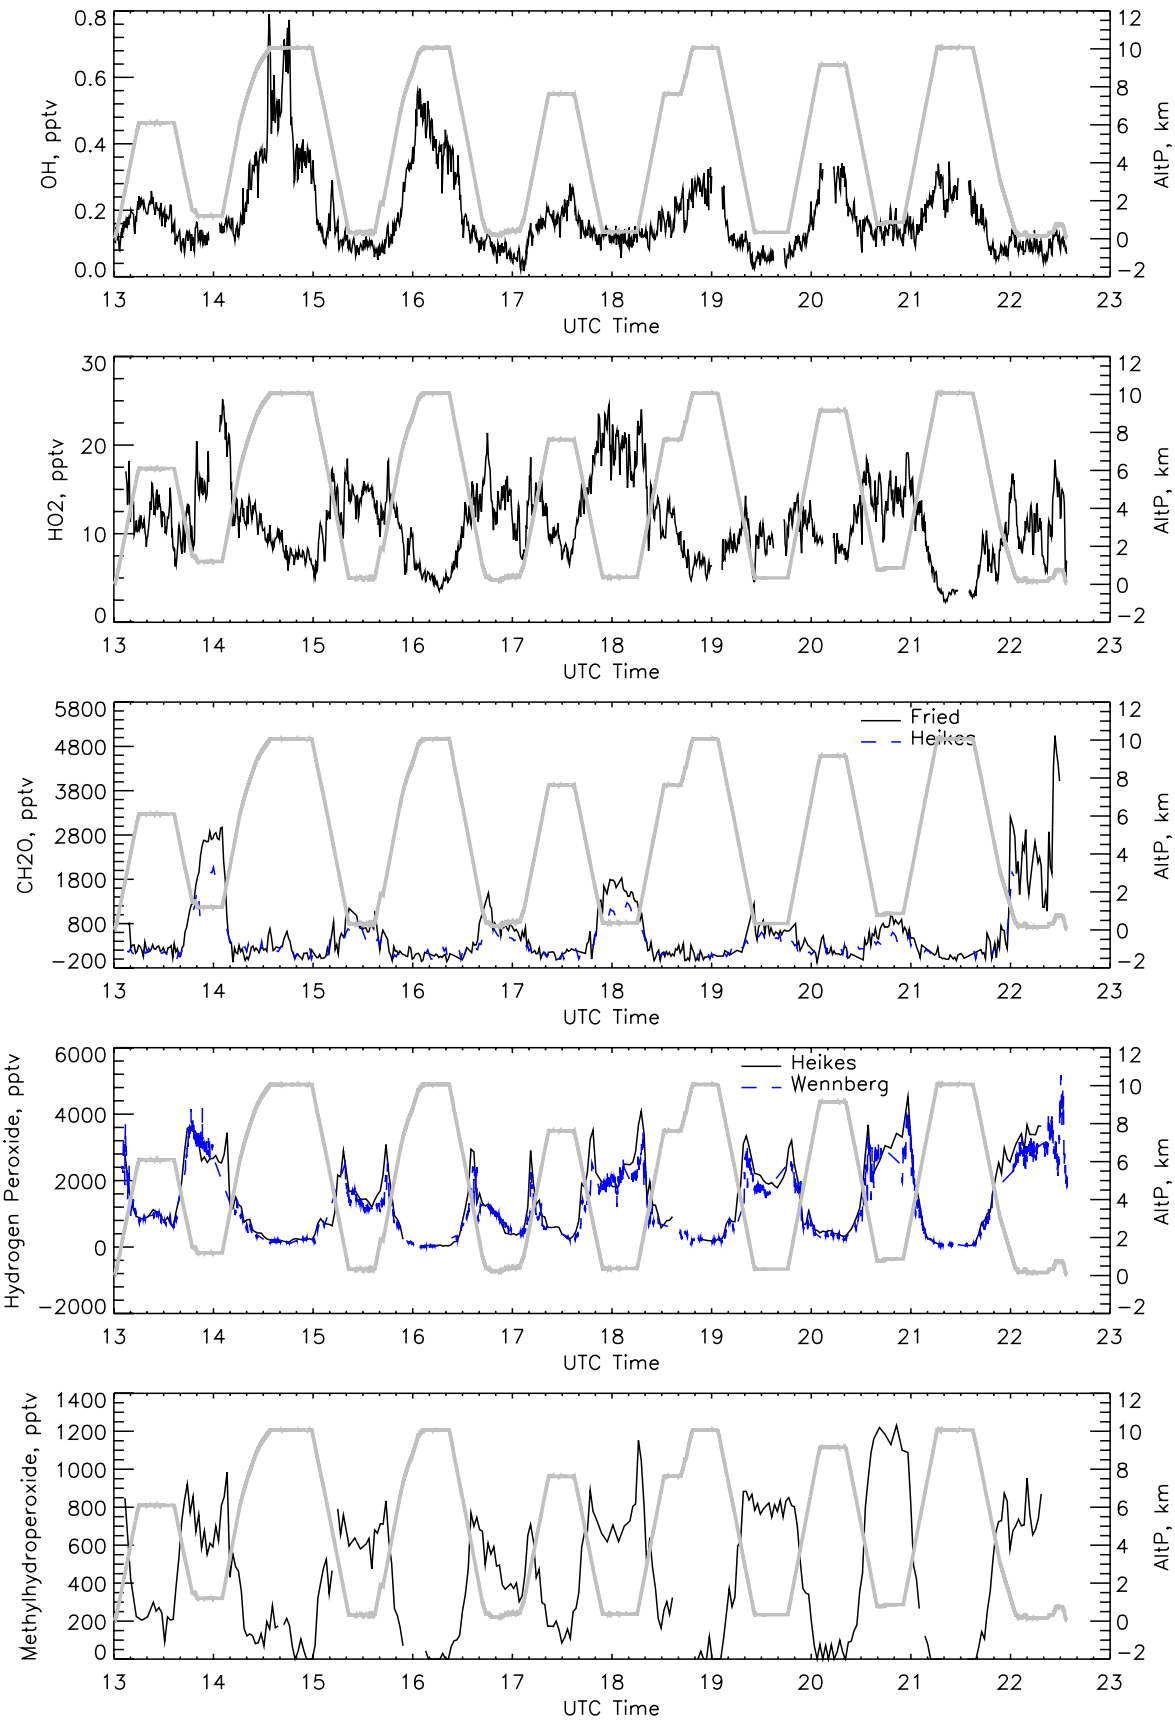 0.8
0.6
0.4
0.2
0.0
OH, pptv
12
10
8
6
4
2
0
−2
AltP, km
13 14 15 16 17 18 19 20 21 22 23
UTC Time
30
20
10
0
HO2, pptv
12
10
8
6
4
2
0
−2
AltP, km
13 14 15 16 17 18 19 20 21 22 23
UTC Time
5800
4800
3800
2800
1800
800
−200
CH2O, pptv
Fried
Heikes
12
10
8
6
4
2
0
−2
AltP, km
13 14 15 16 17 18 19 20 21 22 23
UTC Time
6000
4000
2000
0
−2000
Hydrogen Peroxide, pptv
Heikes
Wennberg
12
10
8
6
4
2
0
−2
AltP, km
13 14 15 16 17 18 19 20 21 22 23
UTC Time
1400
1200
1000
800
600
400
200
0
Methylhydroperoxide, pptv
12
10
8
6
4
2
0
−2
AltP, km
13 14 15 16 17 18 19 20 21 22 23
UTC Time